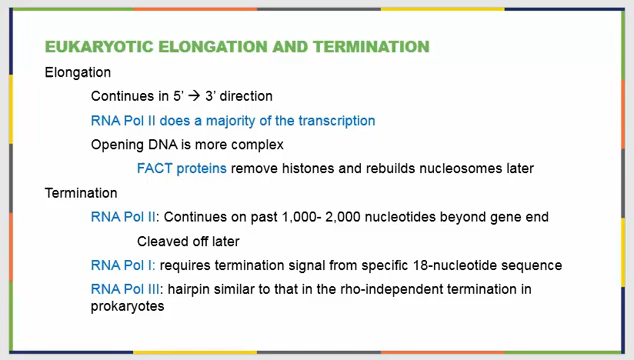 EUKARYOTIC ELONGATION AND TERMINATION
Elongation
Continues in 5’ → 3’ direction
RNA Pol II does a majority of the transcription
Opening DNA is more complex
FACT proteins remove histones and rebuilds nucleosomes later
Termination
RNA Pol II: Continues on past 1,000- 2,000 nucleotides beyond gene end
Cleaved off later
RNA Pol I: requires termination signal from specific 18-nucleotide sequence
RNA Pol III: hairpin similar to that in the rho-independent termination in
prokaryotes